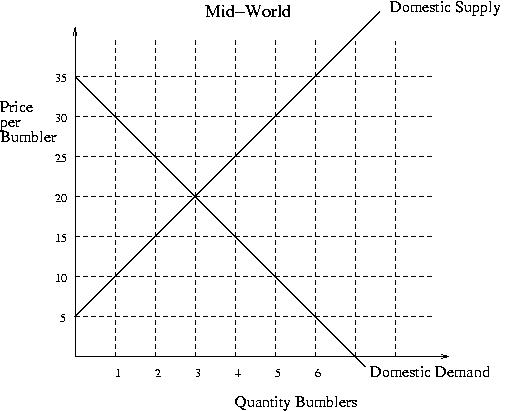 Mid-World
Domestic Supply
Price
per
Bumbler
35
30
25
20
15
10
5
1 2 3 4 5 6
Domestic Demand
Quantity Bumblers